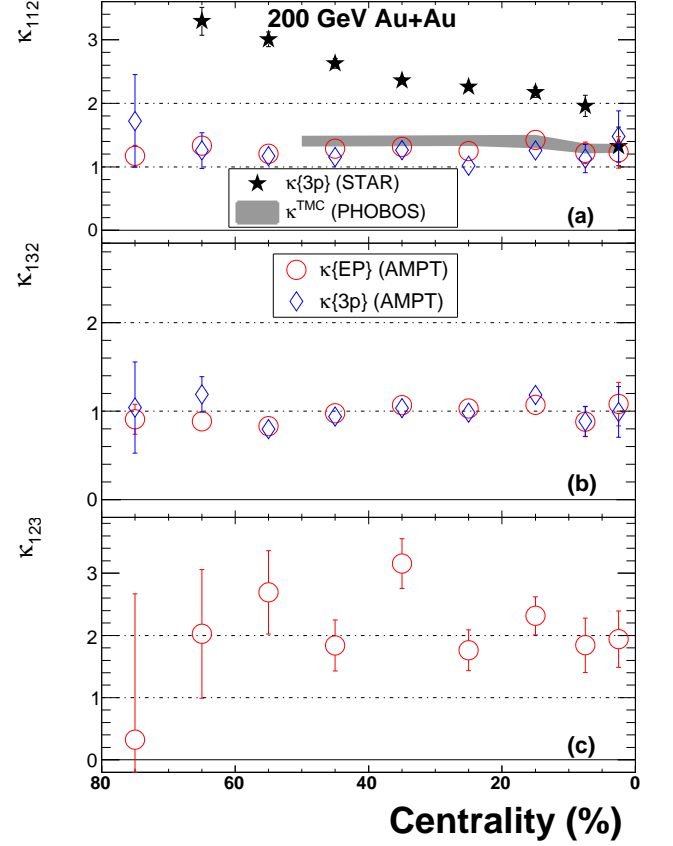 200 GeV Au+Au
κ112
3
2
1
0
κ{3p} (STAR)
κTMC (PHOBOS)
(a)
κ132
2
1
0
κ{EP} (AMPT)
κ{3p} (AMPT)
(b)
κ123
3
2
1
0
(c)
80 60 40 20 0
Centrality (%)